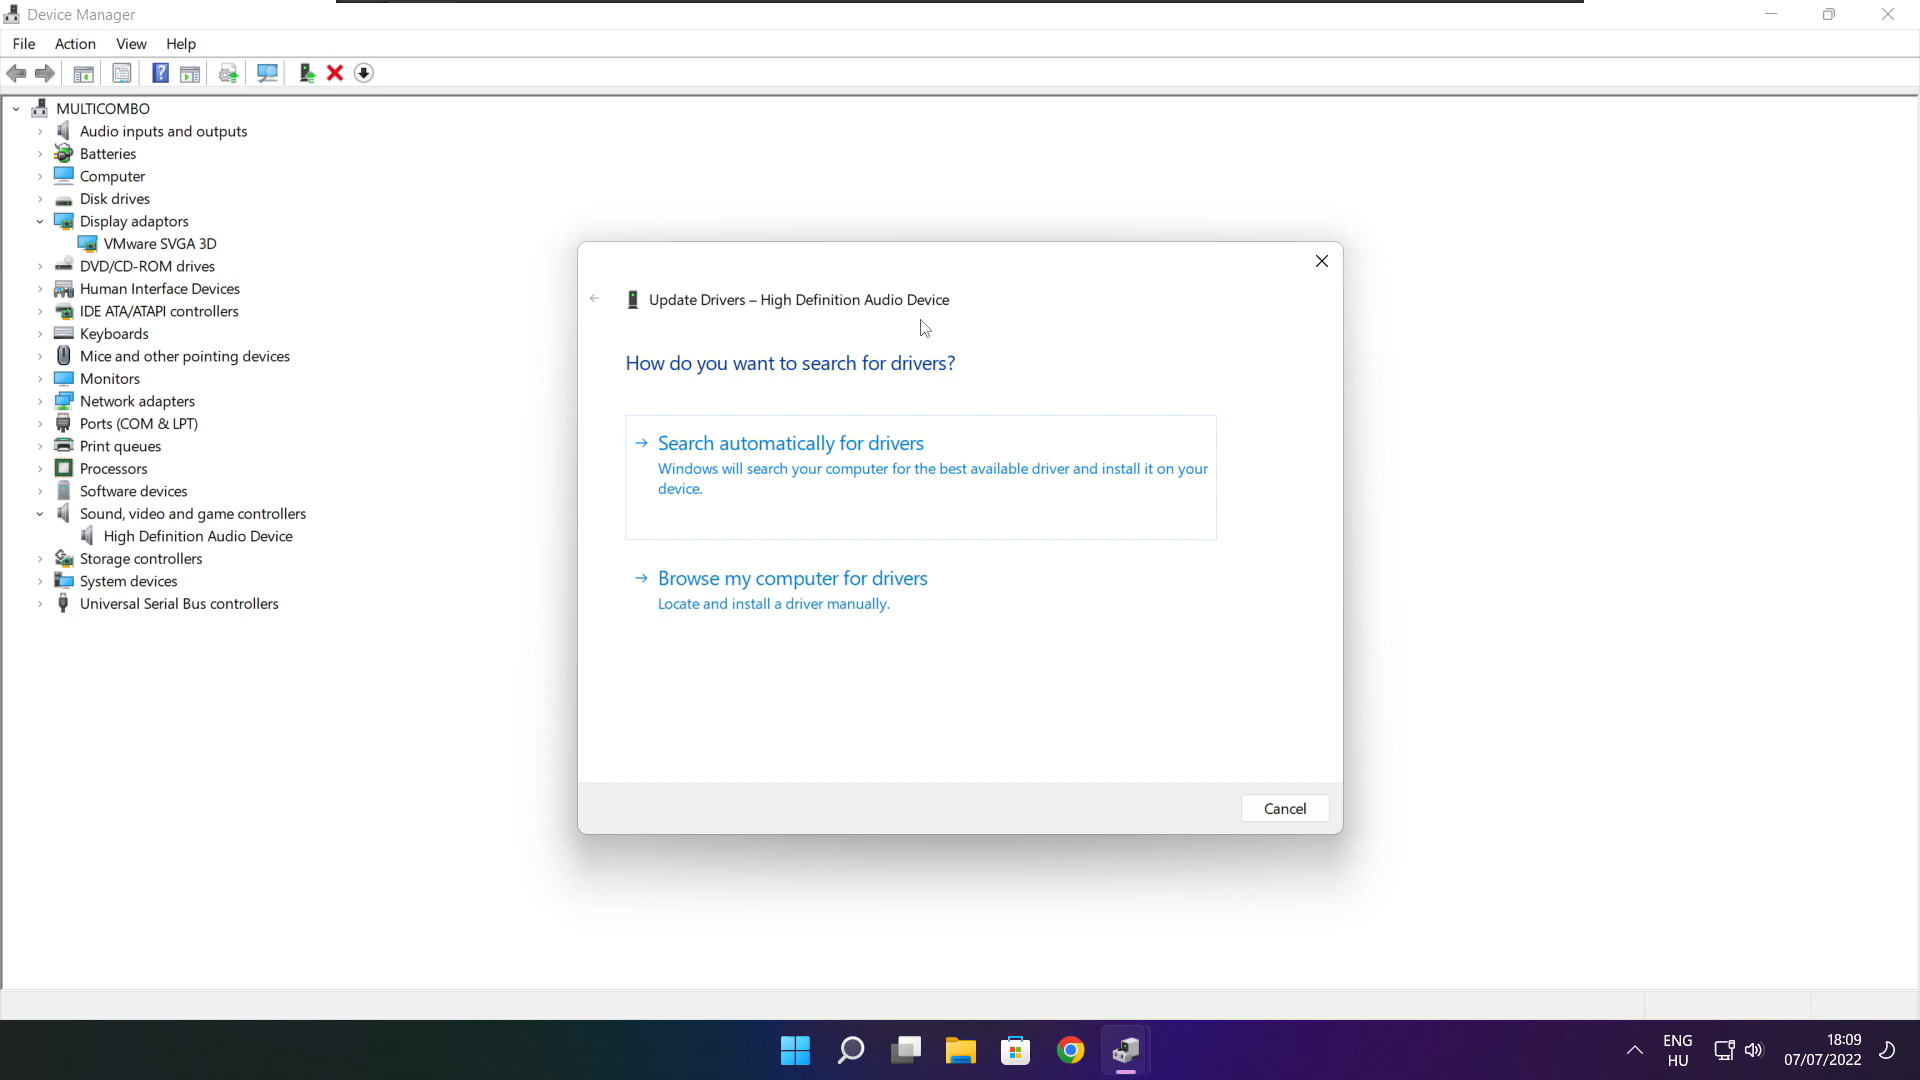 Device Manager
File Action View Help
MULTICOMBO
Audio inputs and outputs
Batteries
Computer
Disk drives
Display adaptors
VMware SVGA 3D
DVD/CD-ROM drives
Human Interface Devices
IDE ATA/ATAPI controllers
Keyboards
Mice and other pointing devices
Monitors
Network adapters
Ports (COM & LPT)
Print queues
Processors
Software devices
Sound, video and game controllers
High Definition Audio Device
Storage controllers
System devices
Universal Serial Bus controllers
Update Drivers – High Definition Audio Device
How do you want to search for drivers?
Search automatically for drivers
Windows will search your computer for the best available driver and install it on your
device.
Browse my computer for drivers
Locate and install a driver manually.
Cancel
ENG
HU
18:09
07/07/2022